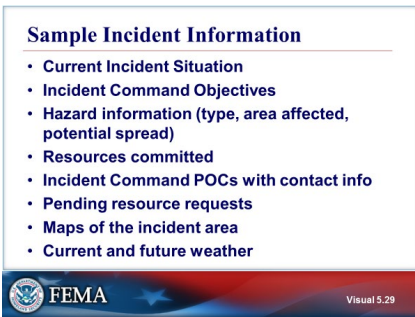 Sample Incident Information
• Current Incident Situation
• Incident Command Objectives
• Hazard information (type, area affected,
potential spread)
• Resources committed
• Incident Command POCs with contact info
• Pending resource requests
• Maps of the incident area
• Current and future weather
FEMA
Visual 5.29